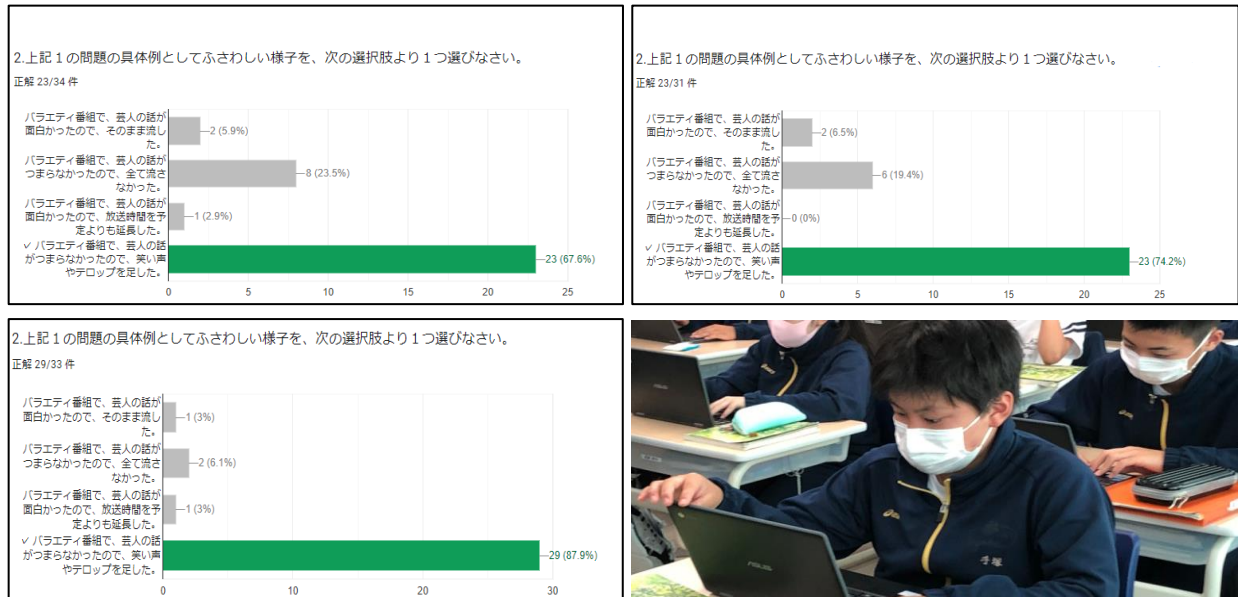 2.上記１の問題の具体例としてふさわしい様子を、次の選択肢より１つ選びなさい。
正解 23/34 件
バラエティ番組で、芸人の話が
面白かったので、そのまま流し
た。
2 (5.9%)
バラエティ番組で、芸人の話が
つまらなかったので、全て流さ
なかった。
8 (23.5%)
バラエティ番組で、芸人の話が
面白かったので、放送時間を予
定よりも延長した。
1 (2.9%)
✓ バラエティ番組で、芸人の話
がつまらなかったので、笑い声
やテロップを足した。
23 (67.6%)
0 5 10 15 20 25
2.上記１の問題の具体例としてふさわしい様子を、次の選択肢より１つ選びなさい。
正解 23/31 件
バラエティ番組で、芸人の話が
面白かったので、そのまま流し
た。
2 (6.5%)
バラエティ番組で、芸人の話が
つまらなかったので、全て流さ
なかった。
6 (19.4%)
バラエティ番組で、芸人の話が
面白かったので、放送時間を予
定よりも延長した。
0 (0%)
✓ バラエティ番組で、芸人の話
がつまらなかったので、笑い声
やテロップを足した。
23 (74.2%)
0 5 10 15 20 25
2.上記１の問題の具体例としてふさわしい様子を、次の選択肢より１つ選びなさい。
正解 29/33 件
バラエティ番組で、芸人の話が
面白かったので、そのまま流し
た。
1 (3%)
バラエティ番組で、芸人の話が
つまらなかったので、全て流さ
なかった。
2 (6.1%)
バラエティ番組で、芸人の話が
面白かったので、放送時間を予
定よりも延長した。
1 (3%)
✓ バラエティ番組で、芸人の話
がつまらなかったので、笑い声
やテロップを足した。
29 (87.9%)
0 10 20 30
ASUS
手塚